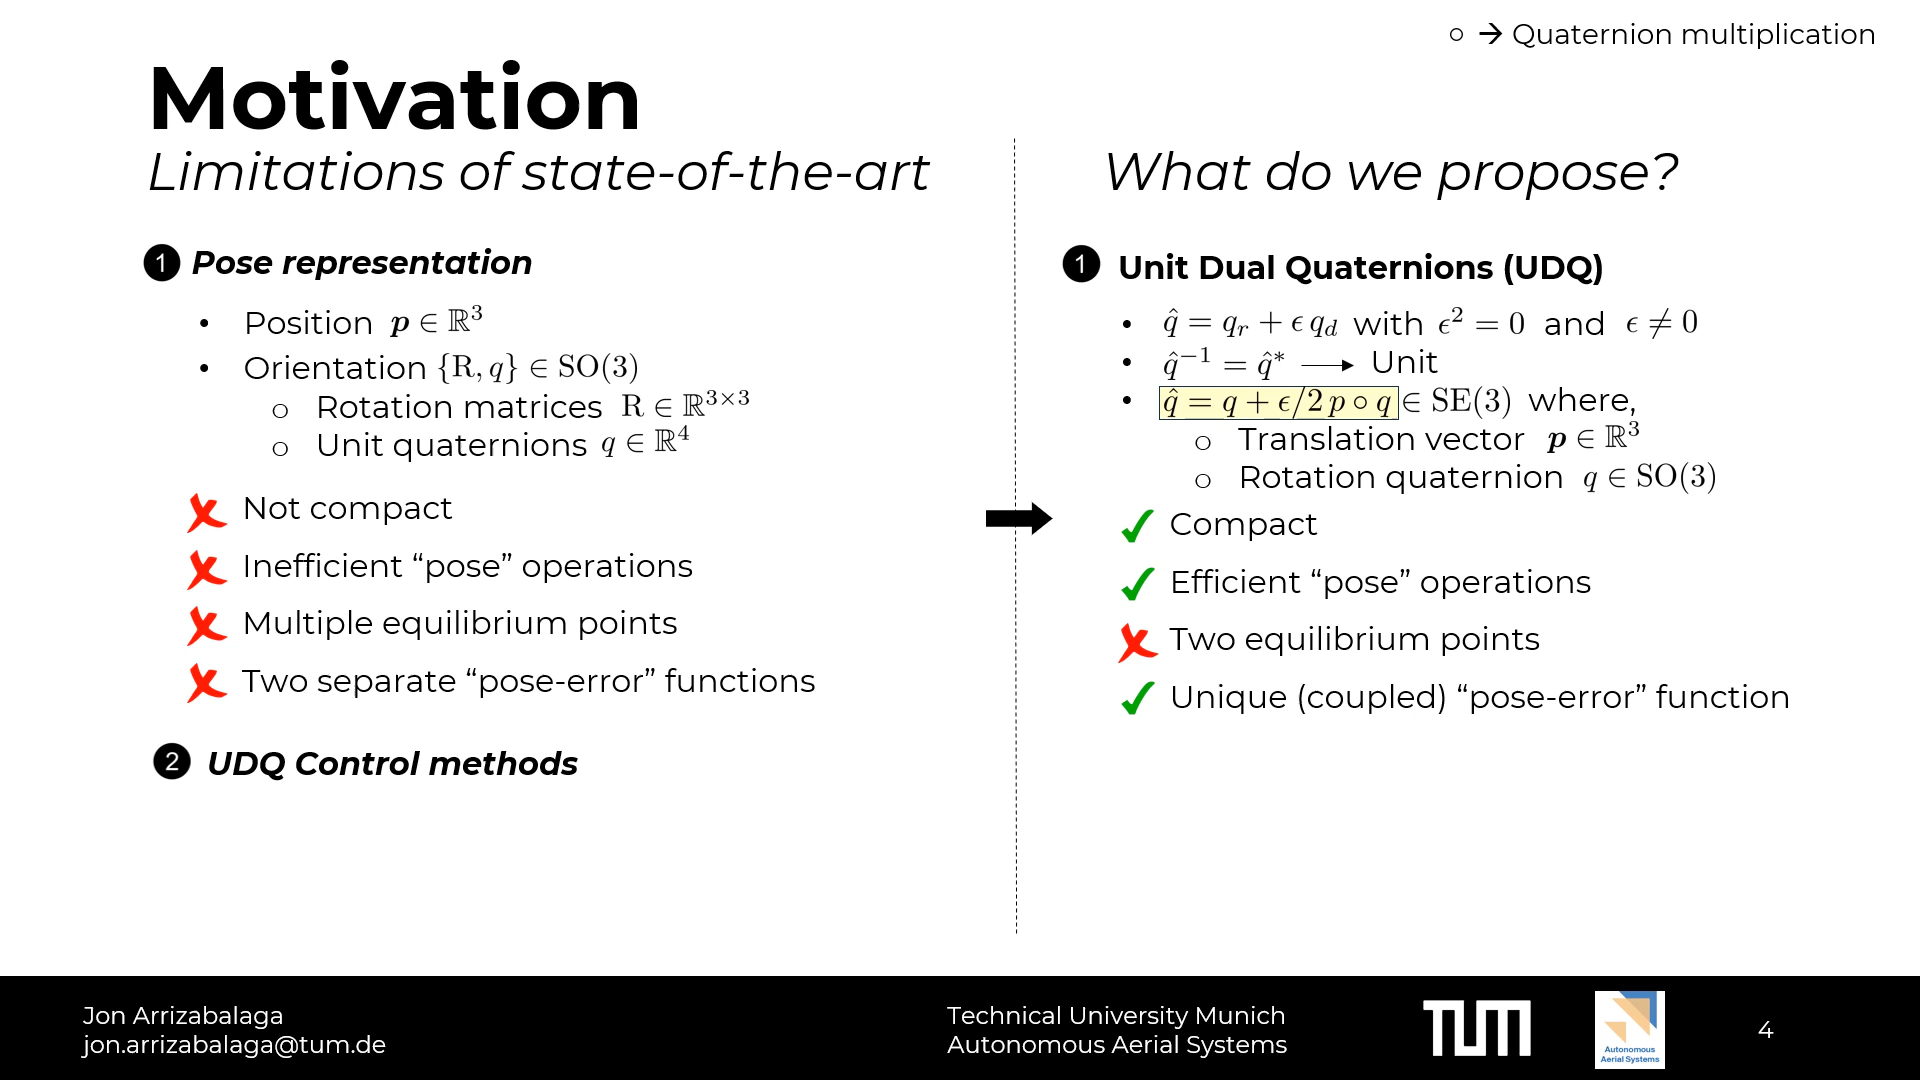 ○ → Quaternion multiplication
Motivation
Limitations of state-of-the-art
1 Pose representation
• Position p ∈ ℝ³
• Orientation {R, q} ∈ SO(3)
○ Rotation matrices R ∈ ℝ³ˣ³
○ Unit quaternions q ∈ ℝ⁴
✗ Not compact
✗ Inefficient “pose” operations
✗ Multiple equilibrium points
✗ Two separate “pose-error” functions
2 UDQ Control methods
What do we propose?
1 Unit Dual Quaternions (UDQ)
• q̂ = qᵣ + ϵ q_d with ϵ² = 0 and ϵ ≠ 0
• q̂⁻¹ = q̂* ⟶ Unit
• q̂ = q + ϵ/2 p ∘ q ∈ SE(3) where,
○ Translation vector p ∈ ℝ³
○ Rotation quaternion q ∈ SO(3)
✓ Compact
✓ Efficient “pose” operations
✗ Two equilibrium points
✓ Unique (coupled) “pose-error” function
Jon Arrizabalaga
jon.arrizabalaga@tum.de
Technical University Munich
Autonomous Aerial Systems
TUM
Autonomous
Aerial Systems
4